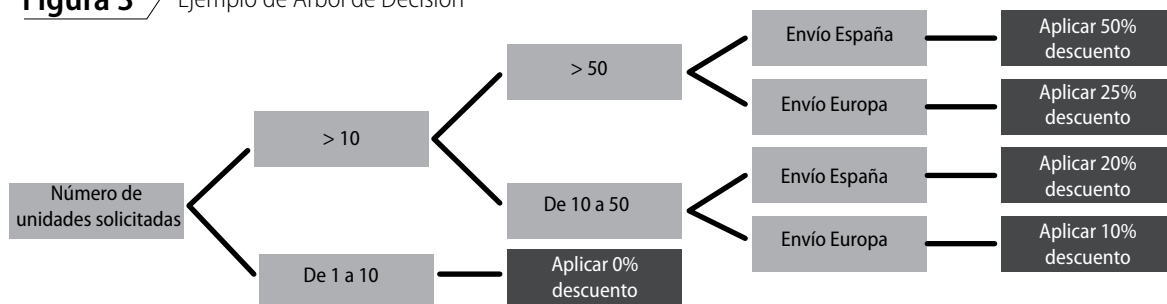 Figura 3 / Ejemplo de Árbol de Decisión
Número de
unidades solicitadas
> 10
De 1 a 10
> 50
De 10 a 50
Aplicar 0%
descuento
Envío España
Envío Europa
Envío España
Envío Europa
Aplicar 50%
descuento
Aplicar 25%
descuento
Aplicar 20%
descuento
Aplicar 10%
descuento